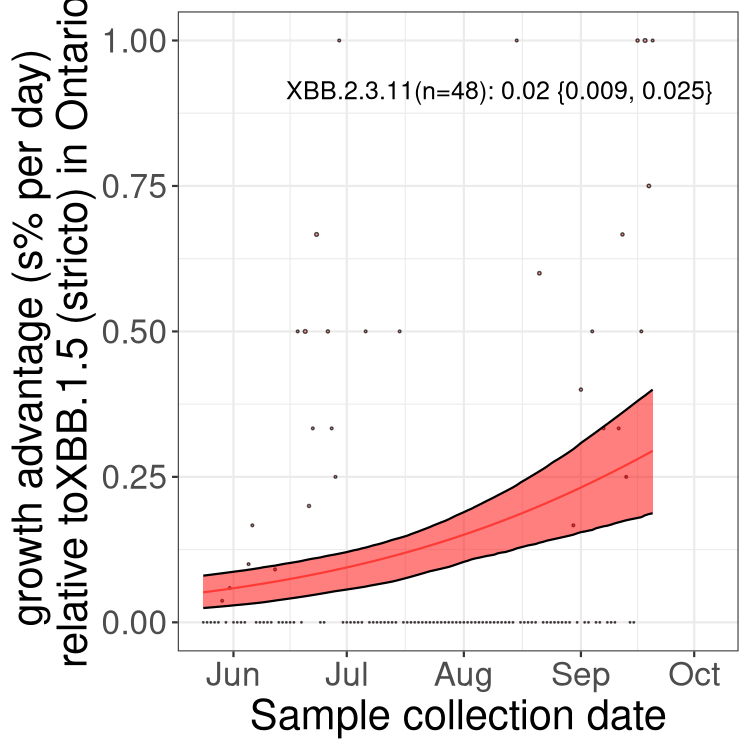 growth advantage (s% per day)
relative toXBB.1.5 (stricto) in Ontario
1.00
0.75
0.50
0.25
0.00
XBB.2.3.11(n=48): 0.02 {0.009, 0.025}
Jun Jul Aug Sep Oct
Sample collection date